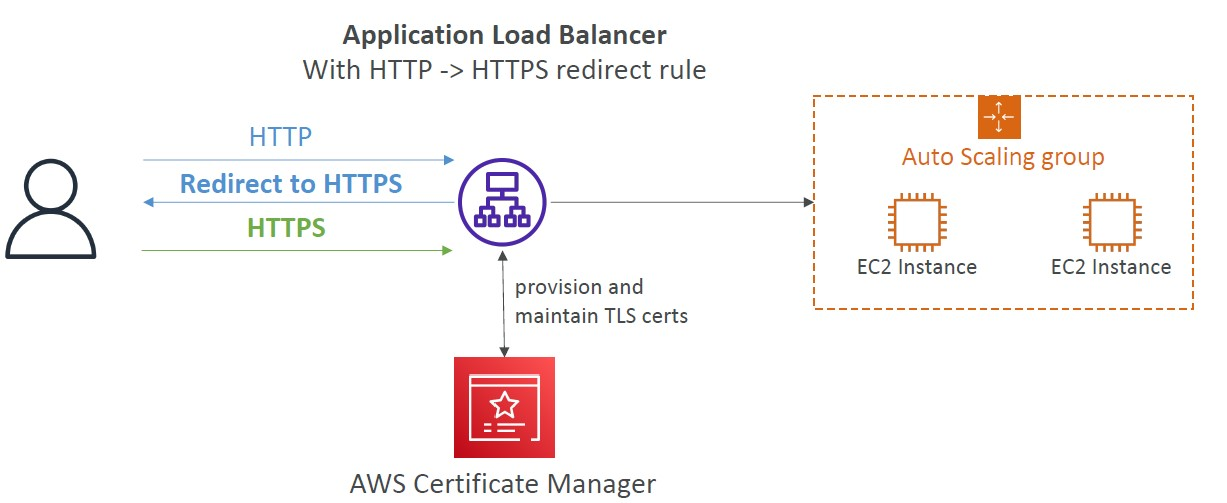 Application Load Balancer
With HTTP -> HTTPS redirect rule
HTTP
Redirect to HTTPS
HTTPS
Auto Scaling group
EC2 Instance
EC2 Instance
provision and
maintain TLS certs
AWS Certificate Manager